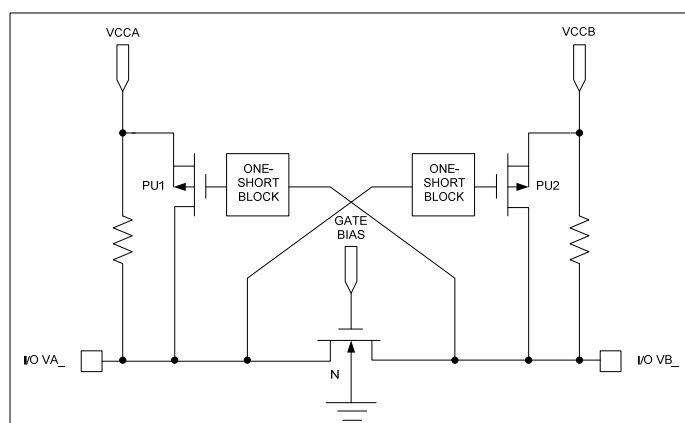 VCCA
VCCB
PU1
ONE-
SHORT
BLOCK
ONE-
SHORT
BLOCK
PU2
GATE
BIAS
I/O VA_
N
I/O VB_